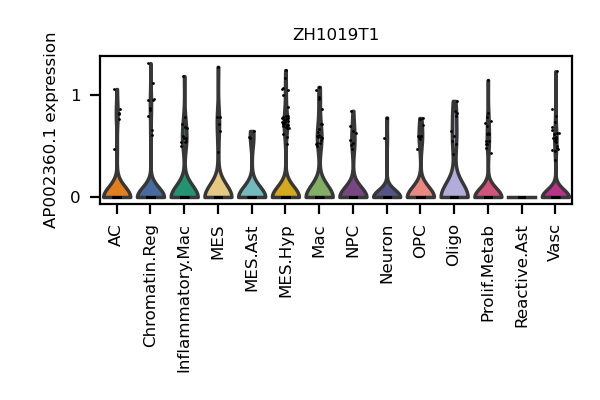 ZH1019T1
AP002360.1 expression
1
0
AC
Chromatin.Reg
Inflammatory.Mac
MES
MES.Ast
MES.Hyp
Mac
NPC
Neuron
OPC
Oligo
Prolif.Metab
Reactive.Ast
Vasc